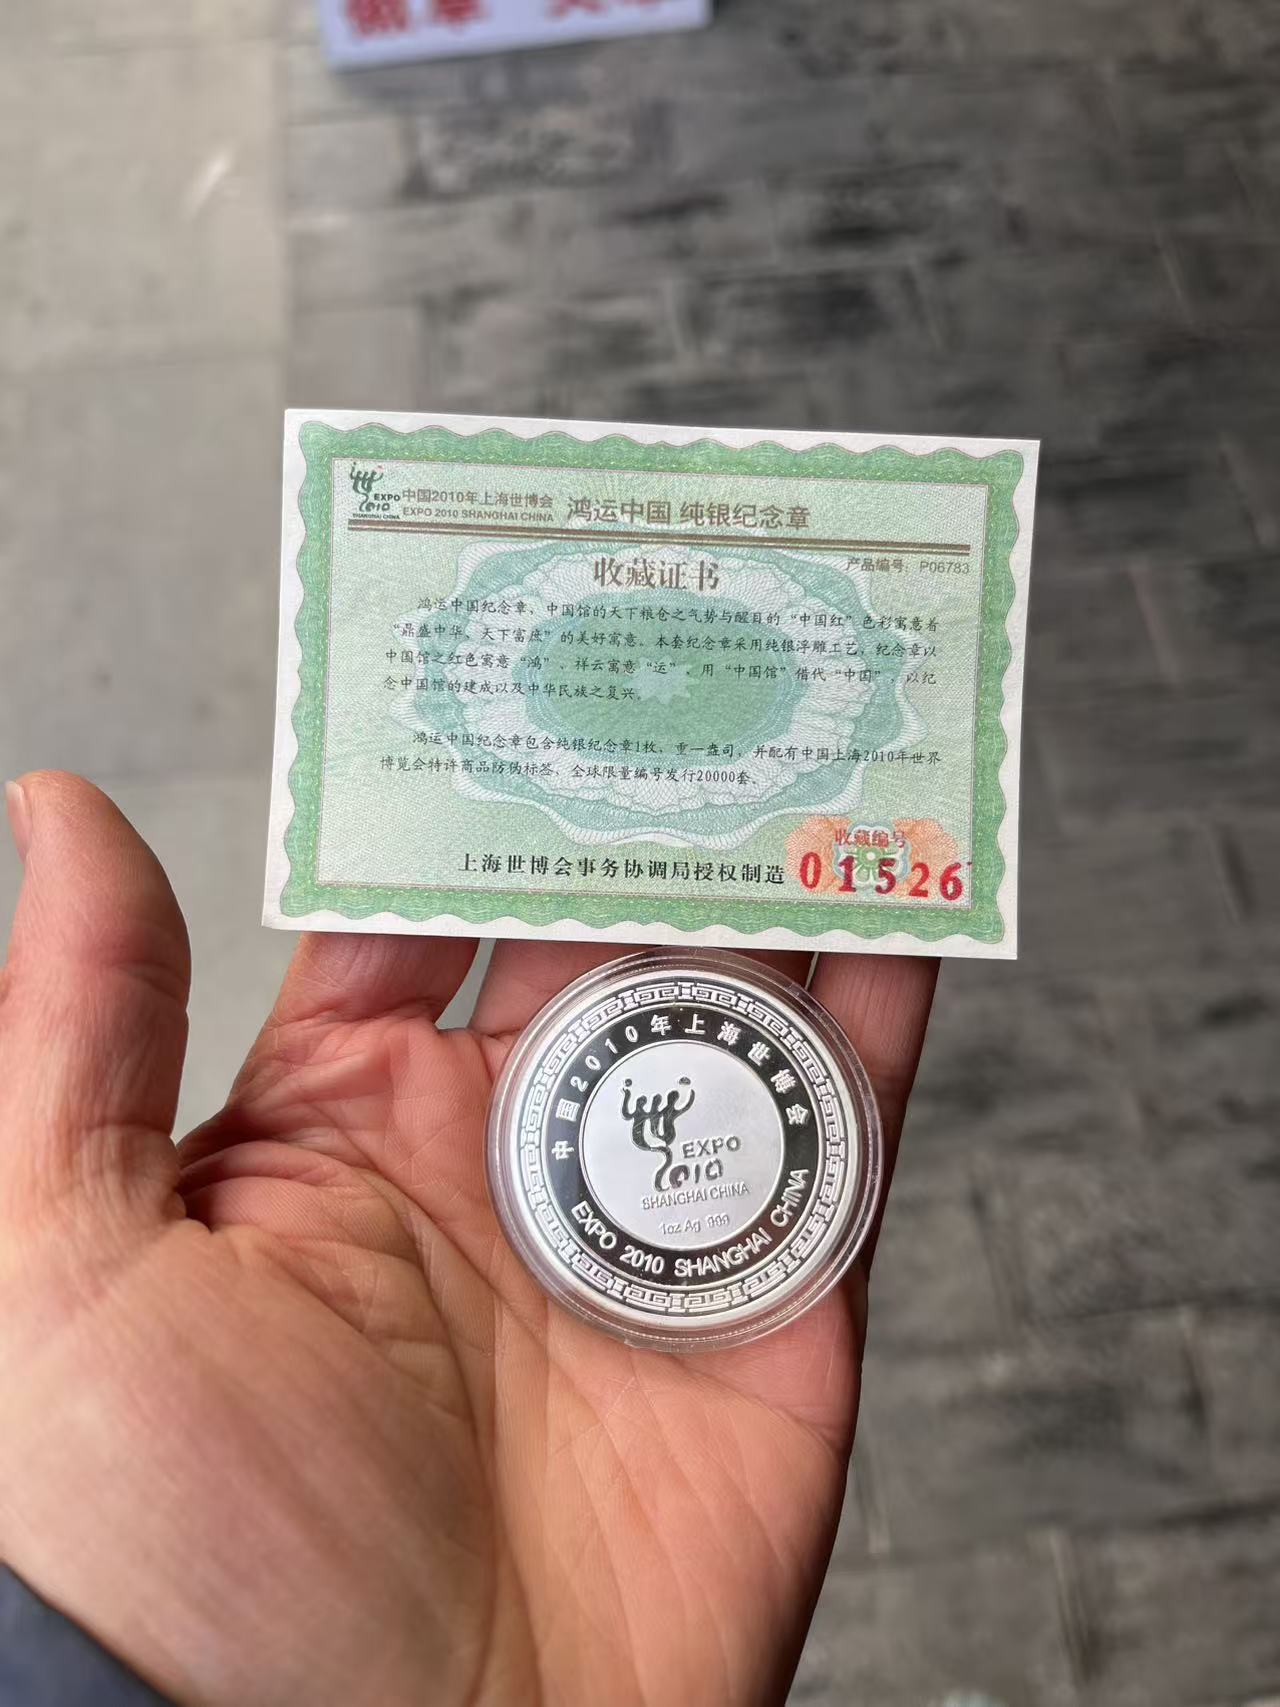 EXPO
2010
SHANGHAI CHINA
中国2010年上海世博会
EXPO 2010 SHANGHAI CHINA
鸿运中国 纯银纪念章
收藏证书
产品编号：P06783
鸿运中国纪念章，中国馆的天下粮仓之气势与醒目的“中国红”色彩寓意着
“鼎盛中华、天下富庶”的美好寓意。本套纪念章采用纯银浮雕工艺，纪念章以
中国馆之红色寓意“鸿”、祥云寓意“运”、用“中国馆”借代“中国”，以纪
念中国馆的建成以及中华民族之复兴。
鸿运中国纪念章包含纯银纪念章1枚，重一盎司，并配有中国上海2010年世界
博览会特许商品防伪标签，全球限量编号发行20000套。
上海世博会事务协调局授权制造
收藏编号
01526
中国2010年上海世博会
EXPO
2010
SHANGHAI CHINA
1oz Ag 999
EXPO 2010 SHANGHAI CHINA